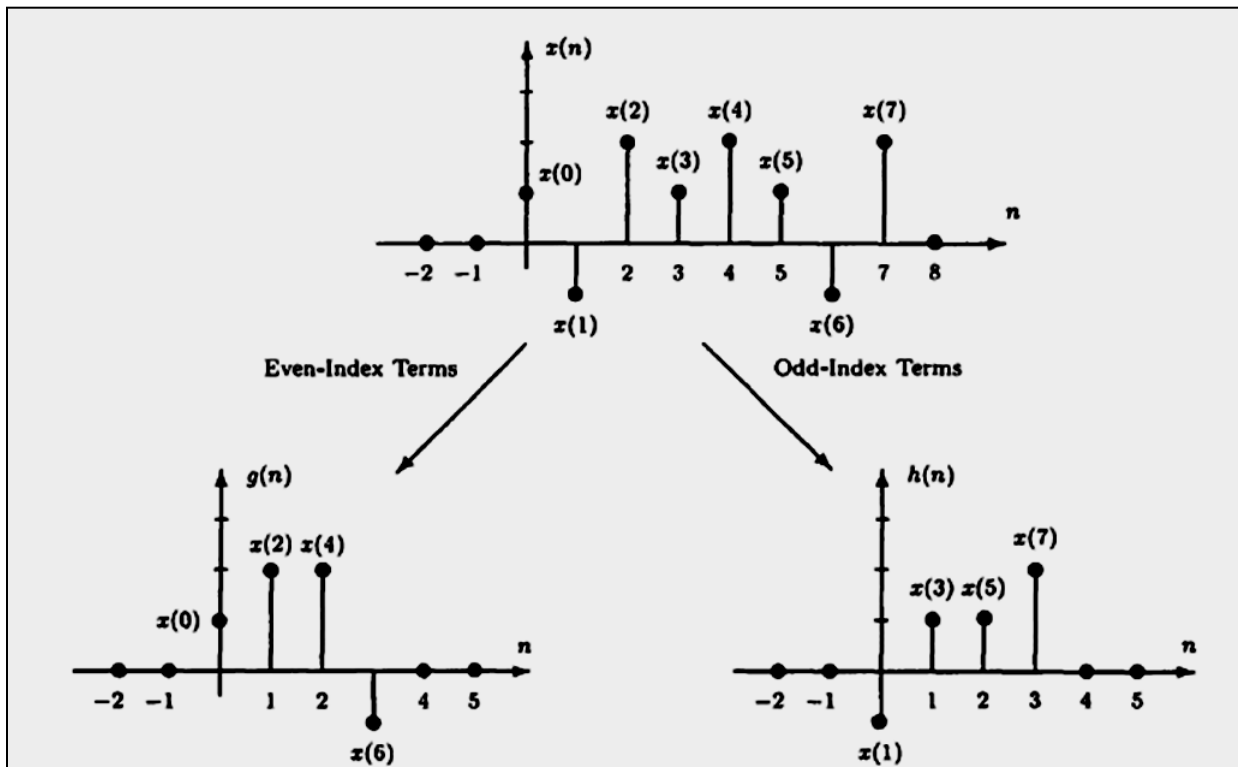 x(n)
x(2)
x(4)
x(7)
x(0)
x(3)
x(5)
n
−2 −1 2 3 4 5 7 8
x(1)
x(6)
Even-Index Terms
Odd-Index Terms
g(n)
x(2) x(4)
x(0)
n
−2 −1 1 2 4 5
x(6)
h(n)
x(7)
x(3) x(5)
n
−2 −1 1 2 3 4 5
x(1)